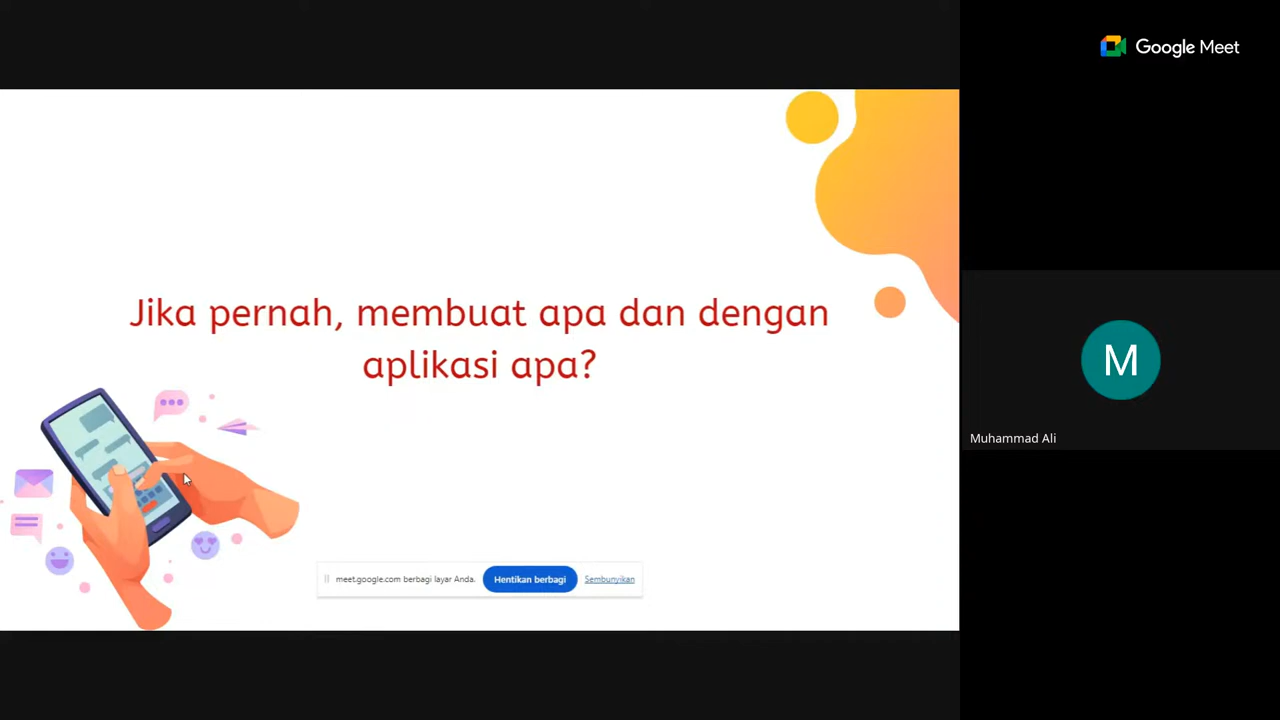 Google Meet
Jika pernah, membuat apa dan dengan
aplikasi apa?
M
Muhammad Ali
meet.google.com berbagi layar Anda.
Hentikan berbagi
Sembunyikan